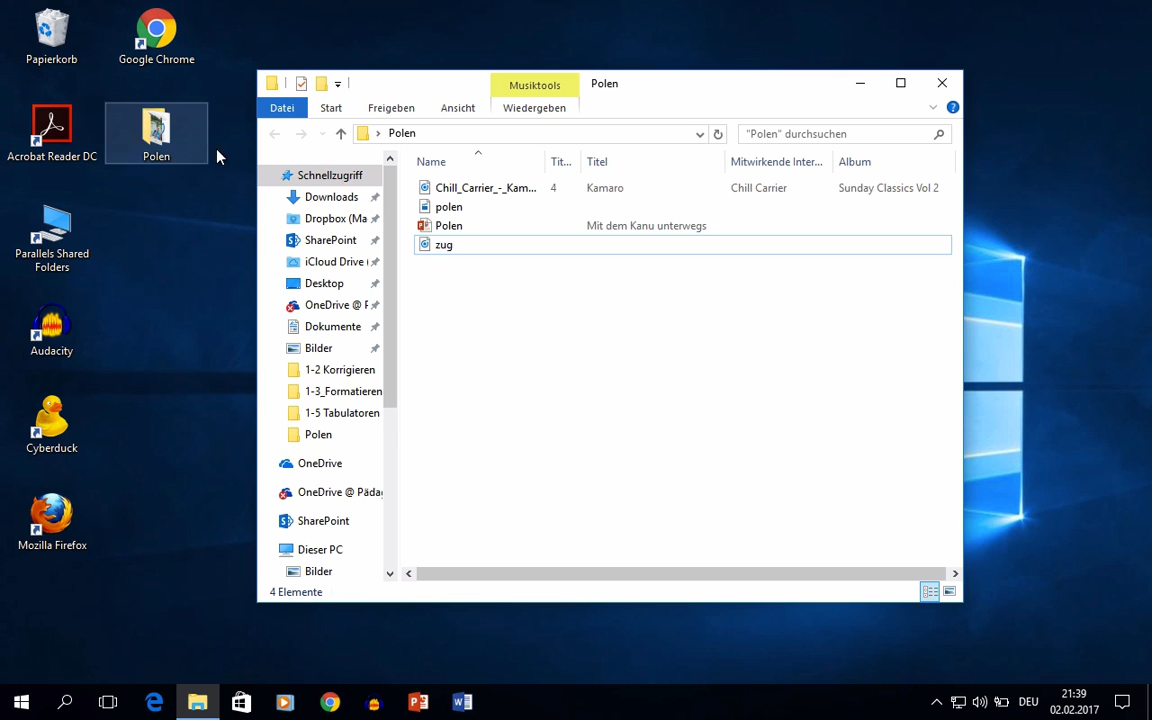 Papierkorb
Google Chrome
Acrobat Reader DC
Polen
Parallels Shared
Folders
Audacity
Cyberduck
Mozilla Firefox
Musiktools
Polen
Datei
Start
Freigeben
Ansicht
Wiedergeben
Polen
"Polen" durchsuchen
Name
Tit...
Titel
Mitwirkende Inter...
Album
Chill_Carrier_-_Kam...
4
Kamaro
Chill Carrier
Sunday Classics Vol 2
polen
Polen
Mit dem Kanu unterwegs
zug
Schnellzugriff
Downloads
Dropbox (Ma
SharePoint
iCloud Drive (
Desktop
OneDrive @ P
Dokumente
Bilder
1-2 Korrigieren
1-3_Formatieren
1-5 Tabulatoren
Polen
OneDrive
OneDrive @ Päda
SharePoint
Dieser PC
Bilder
4 Elemente
DEU
21:39
02.02.2017